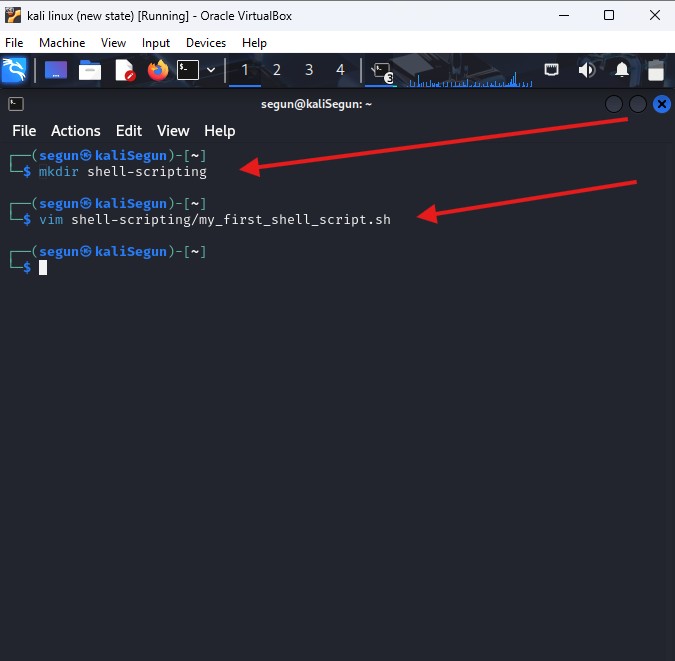 kali linux (new state) [Running] - Oracle VirtualBox
File Machine View Input Devices Help
1 2 3 4 3
segun@kaliSegun: ~
File Actions Edit View Help
┌──(segun㉿kaliSegun)-[~]
└─$ mkdir shell-scripting
┌──(segun㉿kaliSegun)-[~]
└─$ vim shell-scripting/my_first_shell_script.sh
┌──(segun㉿kaliSegun)-[~]
└─$